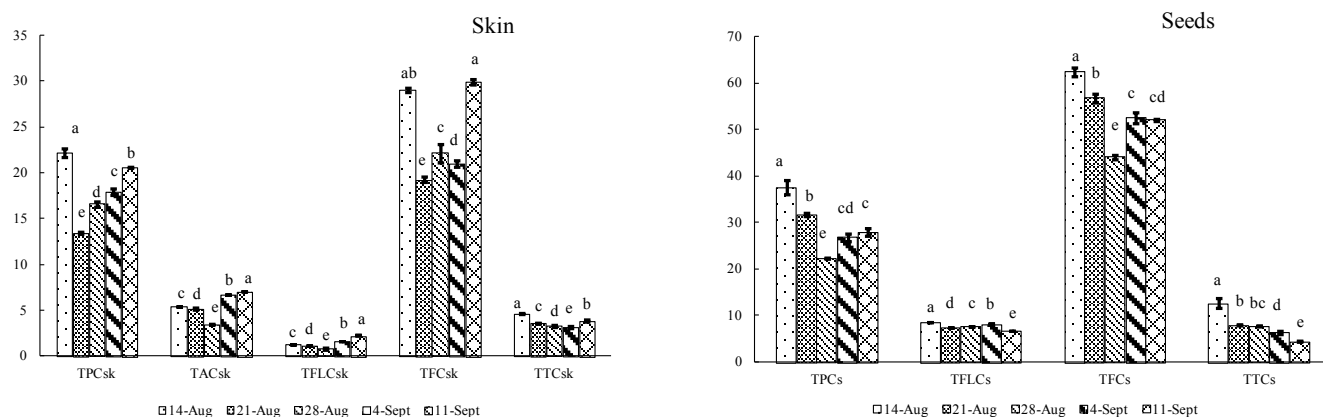 Skin
35
30
25
20
15
10
5
0
a
e
d
c
b
c
d
e
b
a
c
d
e
b
a
ab
e
c
d
a
a
c
d
e
b
TPCsk TACsk TFLCsk TFCsk TTCsk
14-Aug 21-Aug 28-Aug 4-Sept 11-Sept
Seeds
70
60
50
40
30
20
10
0
a
b
e
cd
c
a
d
c
b
e
a
b
e
c
cd
a
b
bc
d
e
TPCs TFLCs TFCs TTCs
14-Aug 21-Aug 28-Aug 4-Sept 11-Sept